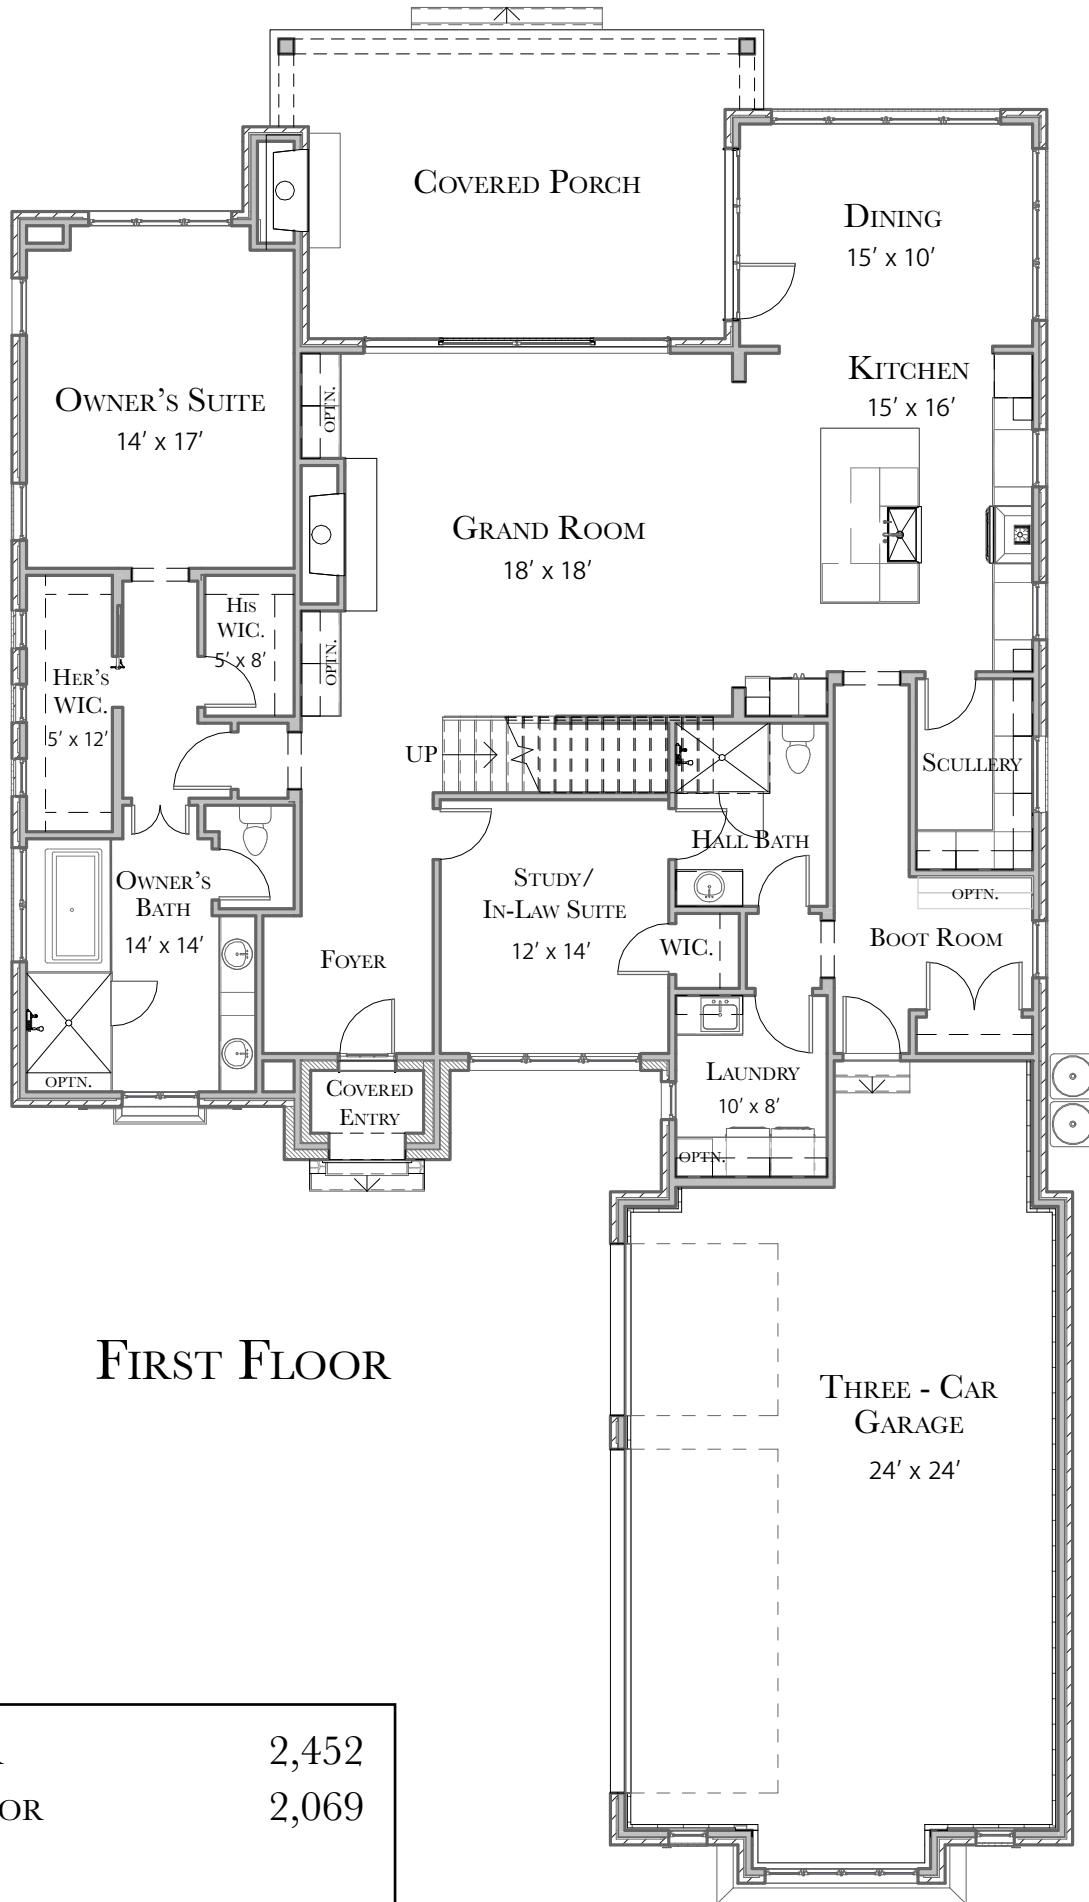 COVERED PORCH
DINING
15' x 10'
KITCHEN
15' x 16'
OWNER'S SUITE
14' x 17'
OPTN.
GRAND ROOM
18' x 18'
HIS
WIC.
5' x 8'
OPTN.
HER'S
WIC.
5' x 12'
UP
SCULLERY
HALL BATH
OWNER'S
BATH
14' x 14'
STUDY/
IN-LAW SUITE
12' x 14'
OPTN.
WIC.
BOOT ROOM
FOYER
OPTN.
COVERED
ENTRY
LAUNDRY
10' x 8'
OPTN.
FIRST FLOOR
THREE - CAR
GARAGE
24' x 24'
2,452
OR 2,069